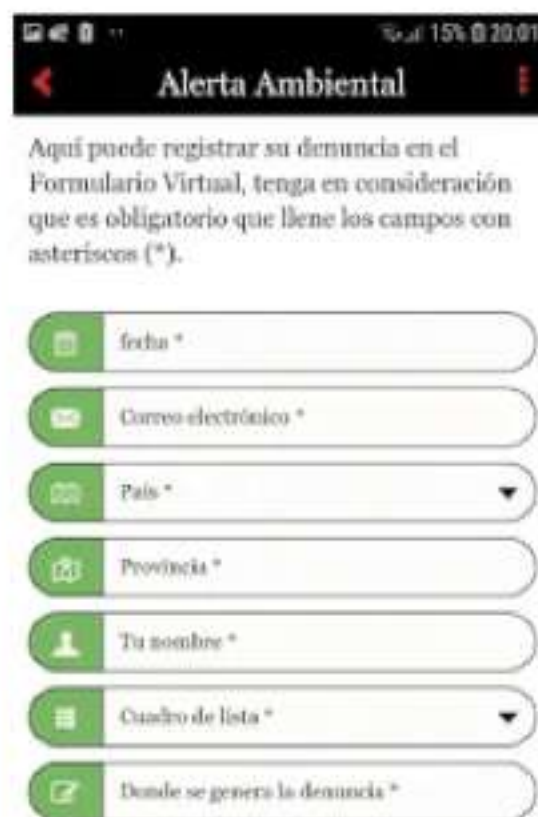 15% 20:01
Alerta Ambiental
Aquí puede registrar su denuncia en el
Formulario Virtual, tenga en consideración
que es obligatorio que llene los campos con
asteriscos (*).
fecha *
Correo electrónico *
País *
Provincia *
Tu nombre *
Cuadro de lista *
Donde se genera la denuncia *